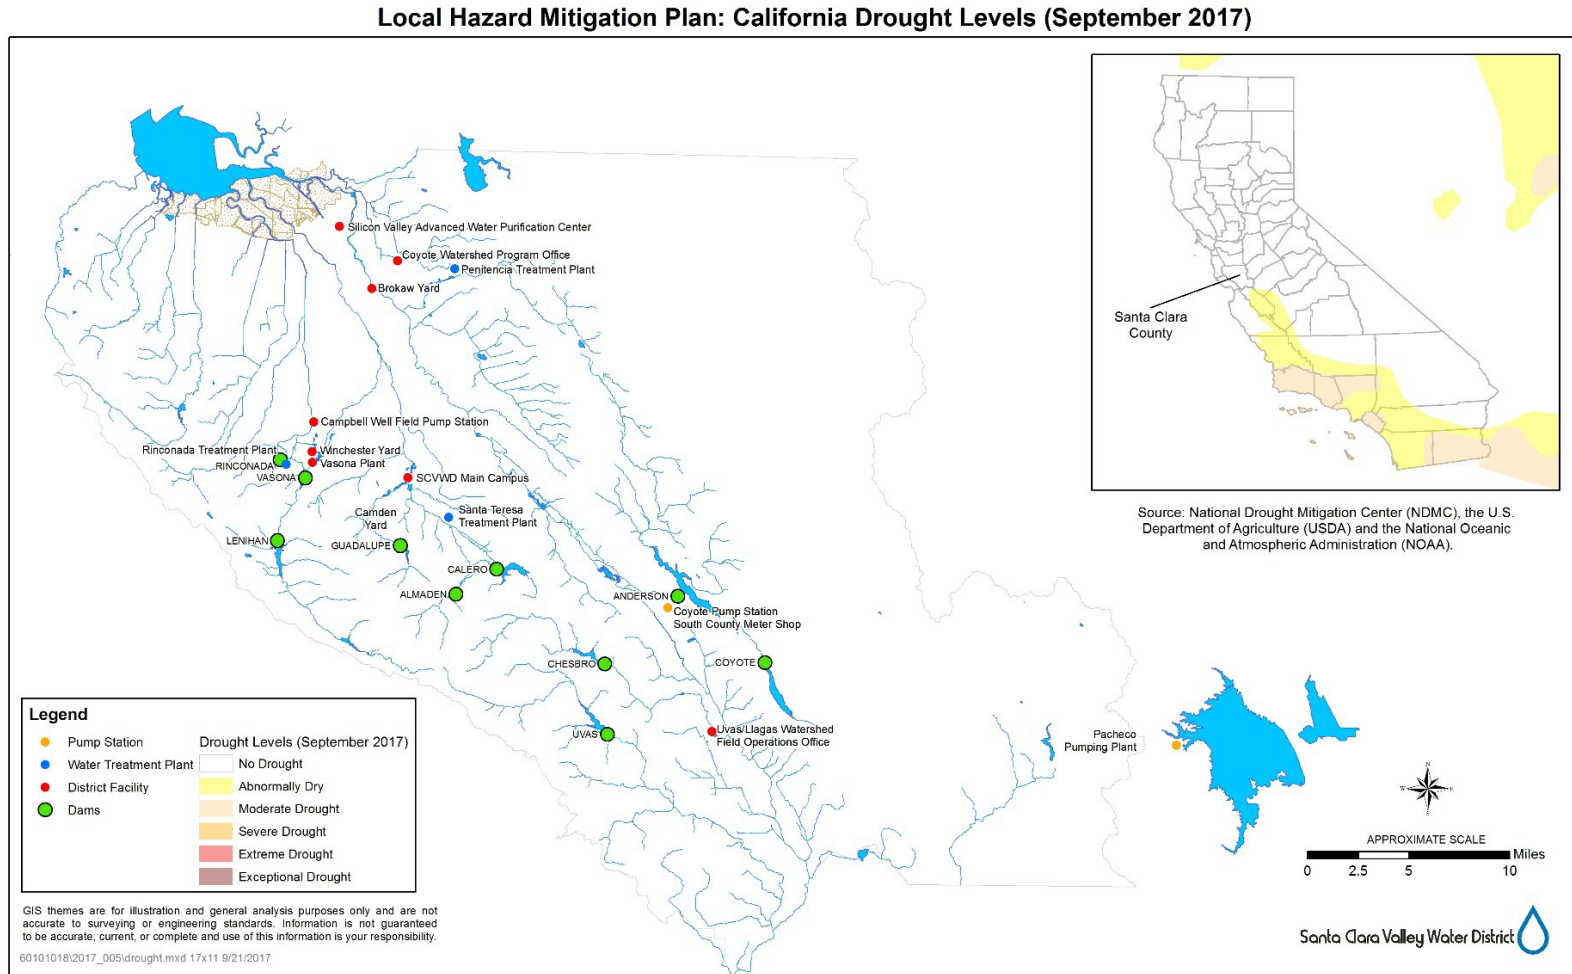 Local Hazard Mitigation Plan: California Drought Levels (September 2017)
Silicon Valley Advanced Water Purification Center
Coyote Watershed Program Office
Penitencia Treatment Plant
Brokaw Yard
Santa Clara
County
Campbell Well Field Pump Station
Rinconada Treatment Plant
Winchester Yard
RINCONADA
Vasona Plant
VASONA
SCVWD Main Campus
Source: National Drought Mitigation Center (NDMC), the U.S.
Department of Agriculture (USDA) and the National Oceanic
and Atmospheric Administration (NOAA).
Camden
Yard
Santa Teresa
Treatment Plant
LENIHAN
GUADALUPE
CALERO
ALMADEN
ANDERSON
Coyote Pump Station
South County Meter Shop
CHESBRO
COYOTE
UVAS
Uvas/Llagas Watershed
Field Operations Office
Pacheco
Pumping Plant
Legend
Pump Station
Water Treatment Plant
District Facility
Dams
Drought Levels (September 2017)
No Drought
Abnormally Dry
Moderate Drought
Severe Drought
Extreme Drought
Exceptional Drought
N
E
S
W
APPROXIMATE SCALE
Miles
0 2.5 5 10
GIS themes are for illustration and general analysis purposes only and are not
accurate to surveying or engineering standards. Information is not guaranteed
to be accurate, current, or complete and use of this information is your responsibility.
60101018\2017_005\drought.mxd 17x11 9/21/2017
Santa Clara Valley Water District